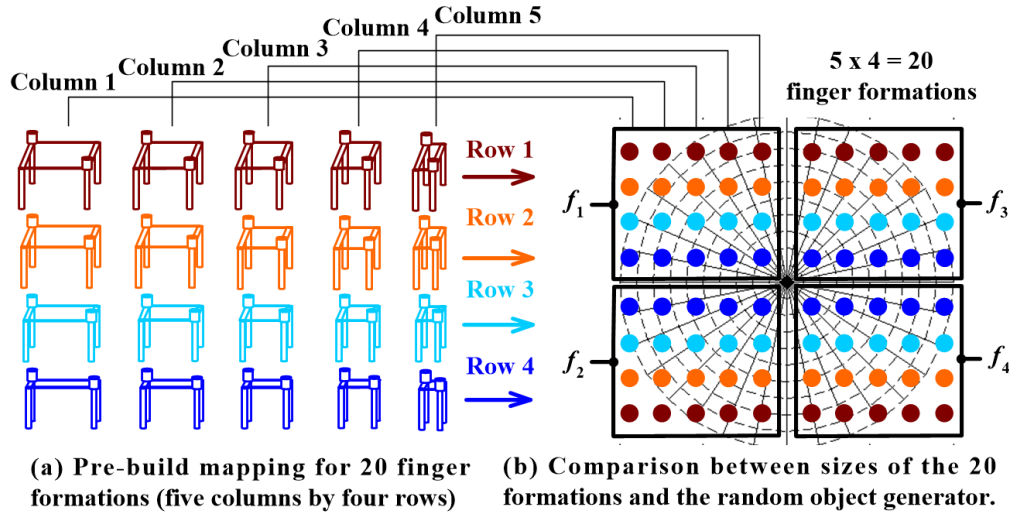 Column 5
Column 4
Column 3
Column 2
Column 1
5 x 4 = 20
finger formations
Row 1
Row 2
Row 3
Row 4
f1
f3
f2
f4
(a) Pre-build mapping for 20 finger
formations (five columns by four rows)
(b) Comparison between sizes of the 20
formations and the random object generator.